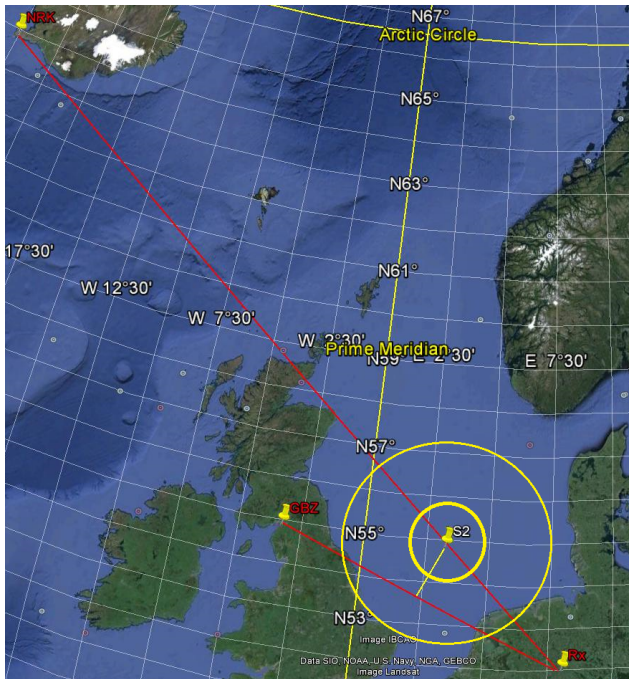 NRK
N67°
Arctic Circle
N65°
N63°
17°30'
N61°
W 12°30'
W 7°30'
W 2°30'
Prime Meridian
N59
E 2°30'
E 7°30'
N57°
GBZ
N55°
S2
N53
Image IBCAO
Rx
Data SIO, NOAA, U.S. Navy, NGA, GEBCO
Image Landsat